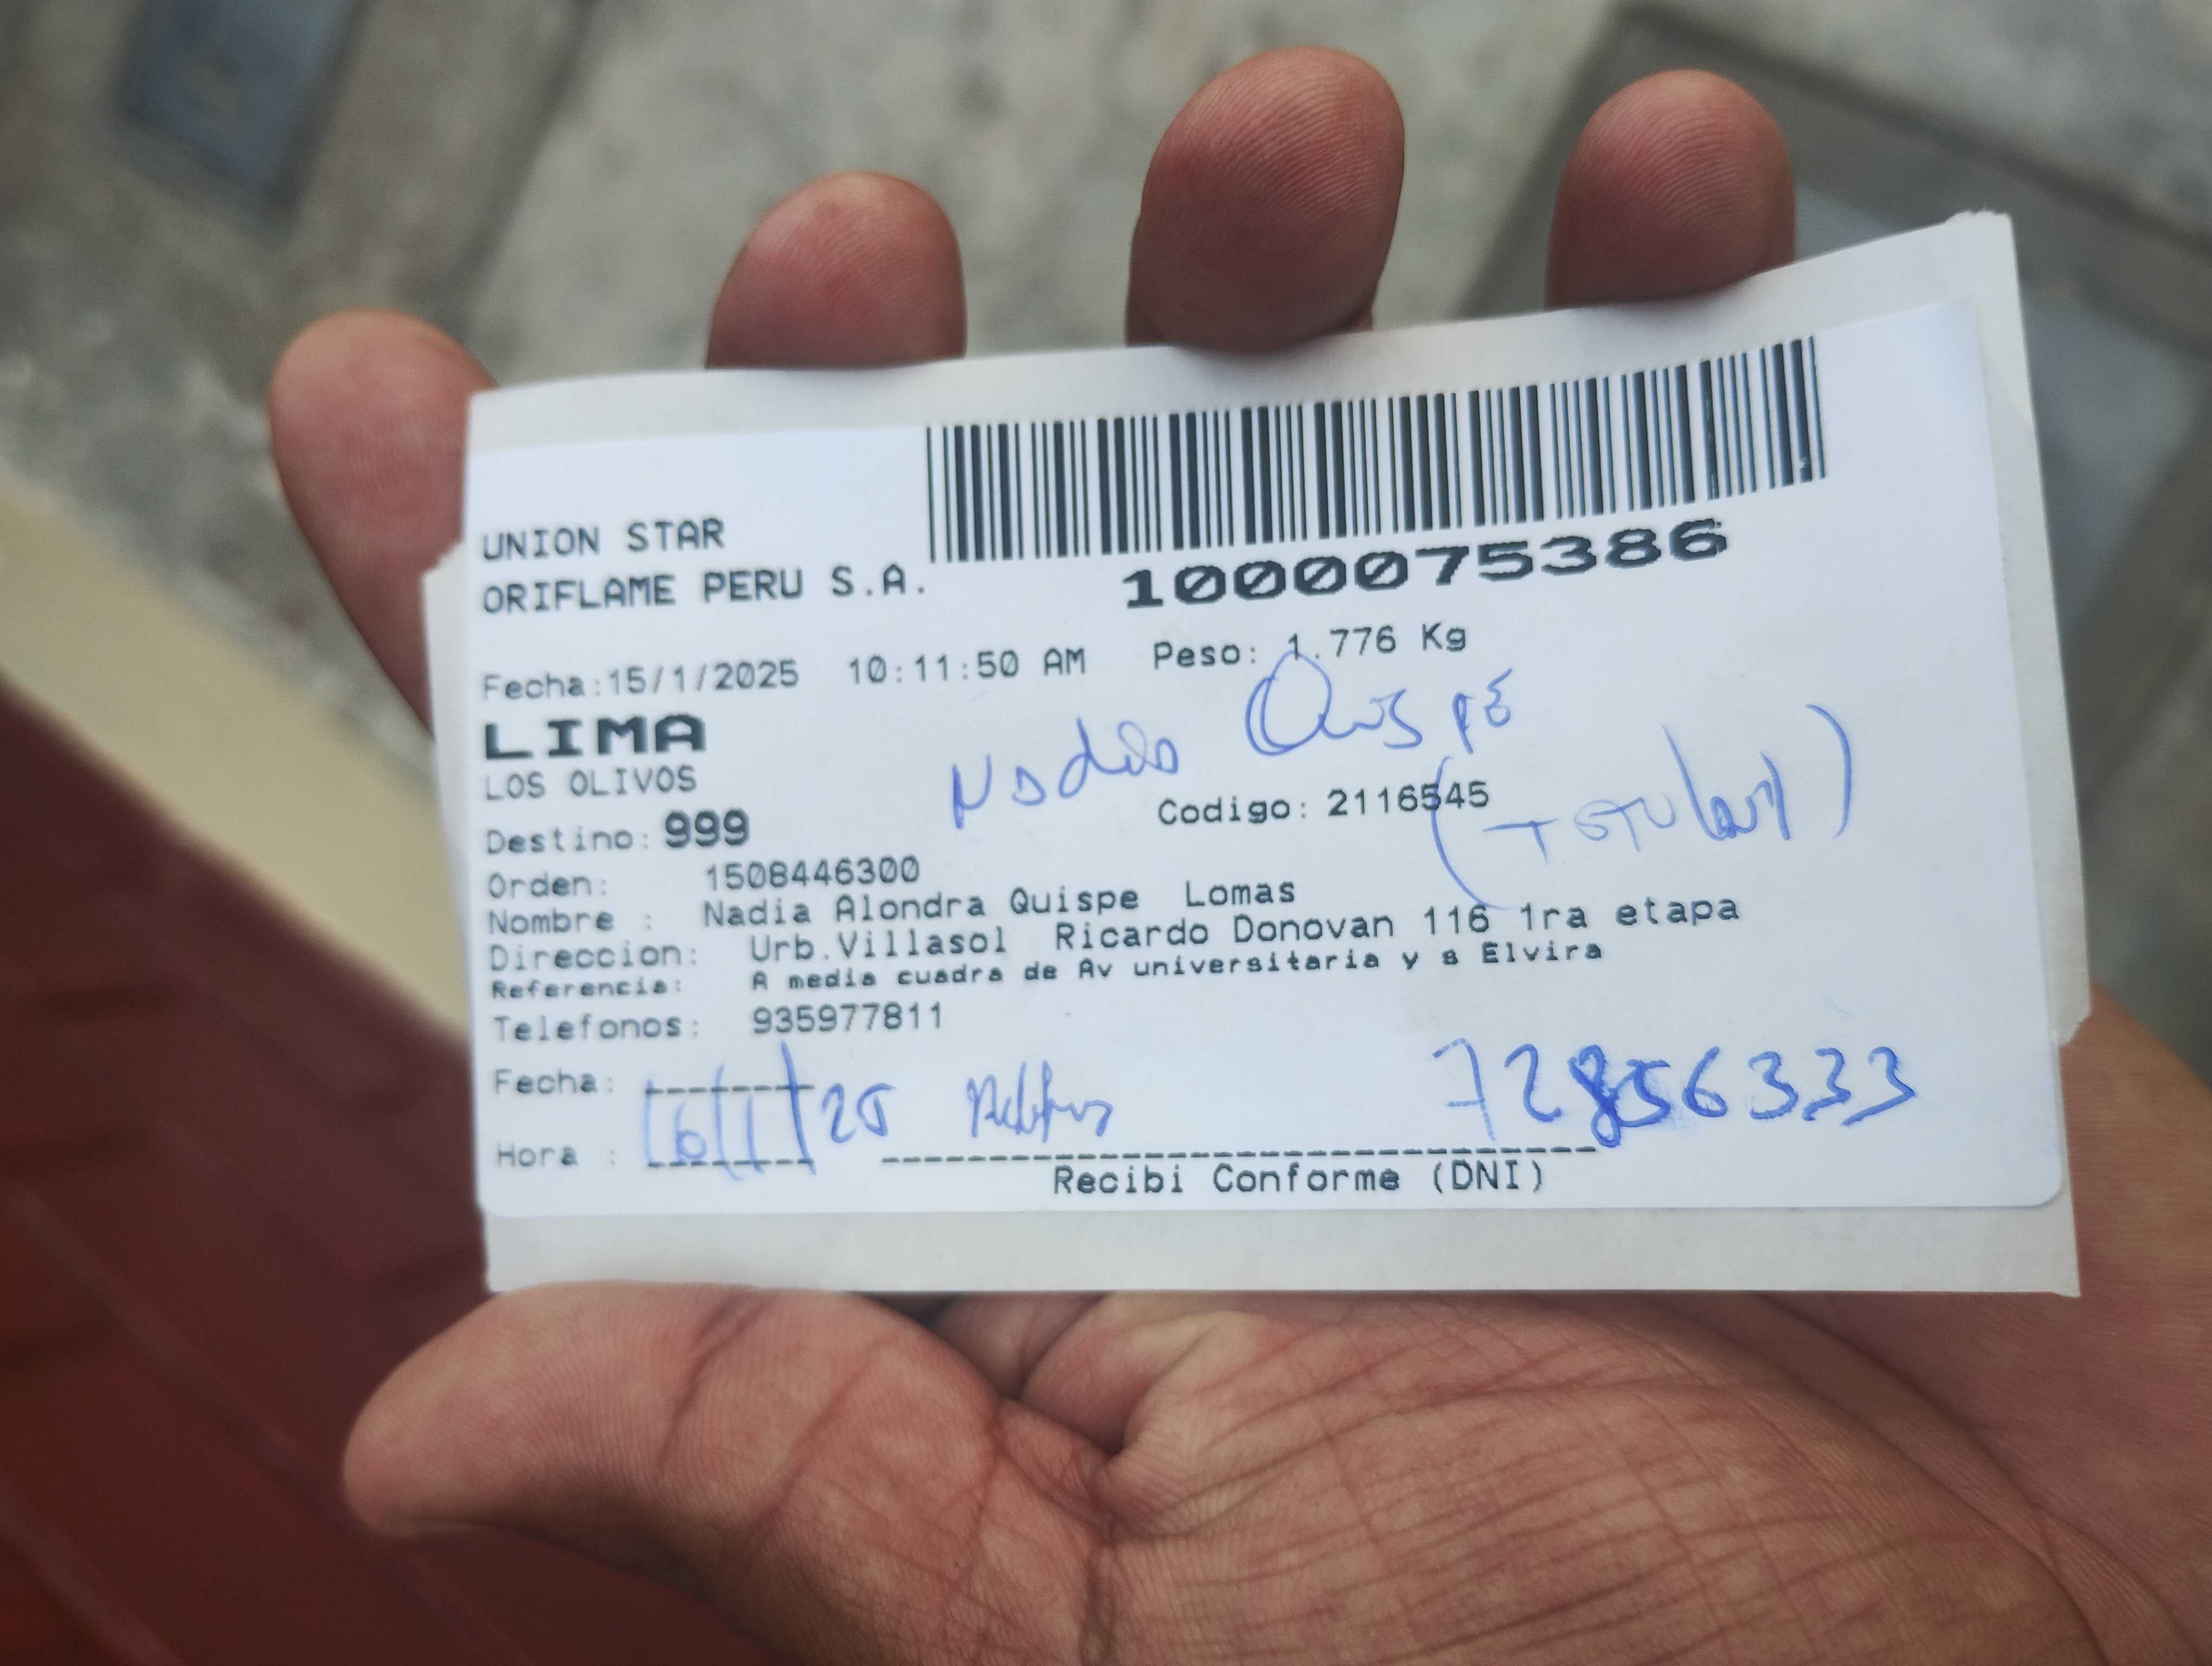 UNION STAR
ORIFLAME PERU S.A.
1000075386
Fecha:15/1/2025 10:11:50 AM Peso: 1.776 Kg
LIMA
Nadia Quispe
LOS OLIVOS
Codigo: 2116545
(Titular)
Destino: 999
Orden: 1508446300
Nombre : Nadia Alondra Quispe Lomas
Direccion: Urb.Villasol Ricardo Donovan 116 1ra etapa
Referencia: A media cuadra de Av universitaria y s Elvira
Telefonos: 935977811
Fecha: 16/1/25
72856333
Hora :
Recibi Conforme (DNI)